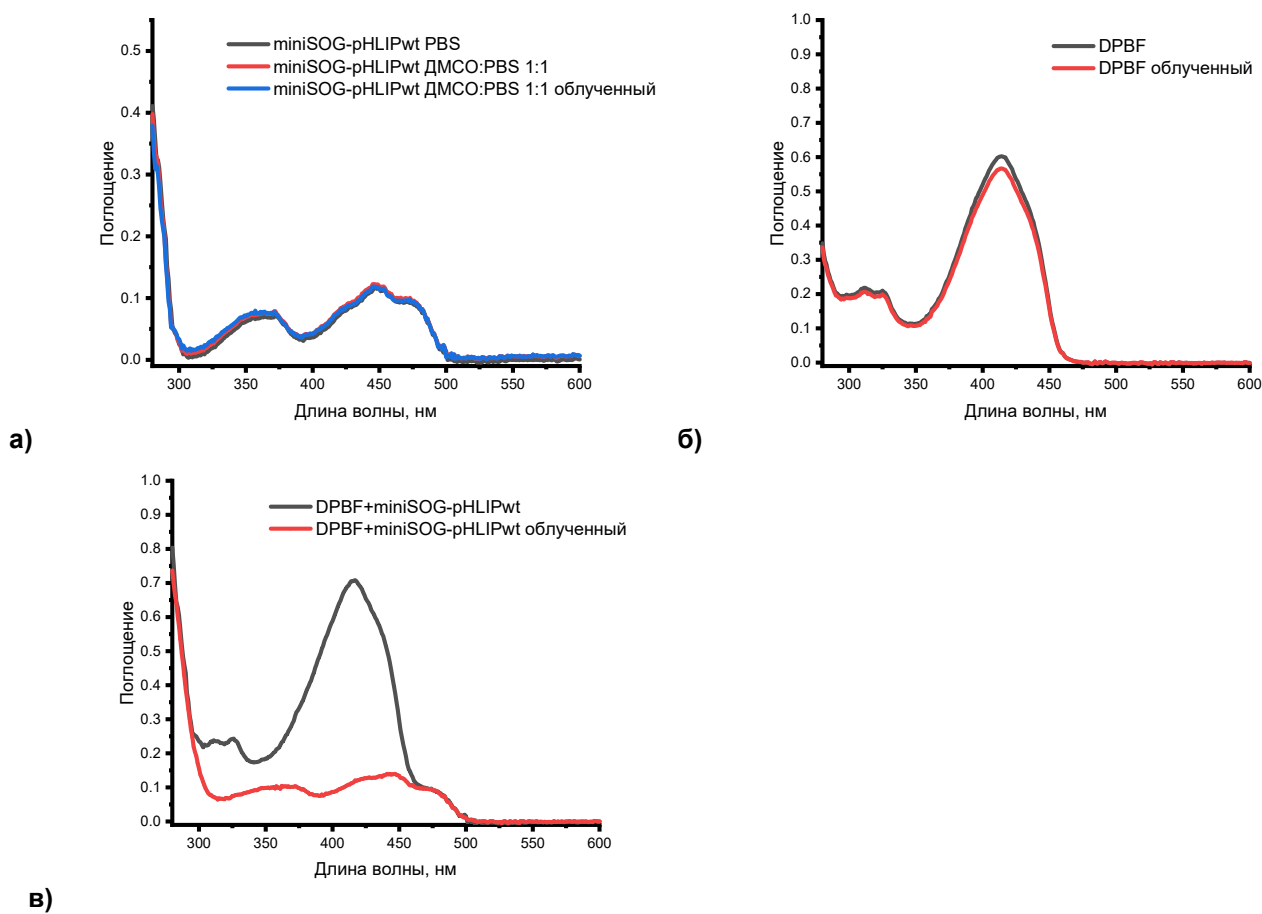 miniSOG-pHLIPwt PBS
miniSOG-pHLIPwt ДМСО:PBS 1:1
miniSOG-pHLIPwt ДМСО:PBS 1:1 облученный
Поглощение
0.5
0.4
0.3
0.2
0.1
0.0
300 350 400 450 500 550 600
Длина волны, нм
а)
DPBF
DPBF облученный
Поглощение
1.0
0.9
0.8
0.7
0.6
0.5
0.4
0.3
0.2
0.1
0.0
300 350 400 450 500 550 600
Длина волны, нм
б)
DPBF+miniSOG-pHLIPwt
DPBF+miniSOG-pHLIPwt облученный
Поглощение
1.0
0.9
0.8
0.7
0.6
0.5
0.4
0.3
0.2
0.1
0.0
300 350 400 450 500 550 600
Длина волны, нм
в)